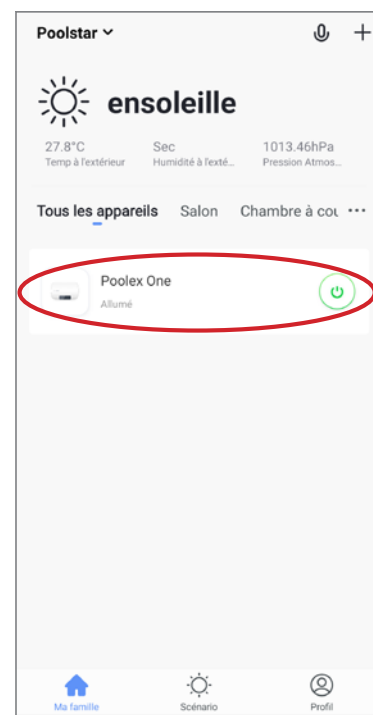 Poolstar
ensoleille
27.8°C Sec 1013.46hPa
Temp à l'extérieur Humidité à l'exté... Pression Atmos...
Tous les appareils Salon Chambre à cou ...
Poolex One
Allumé
Ma famille Scénario Profil